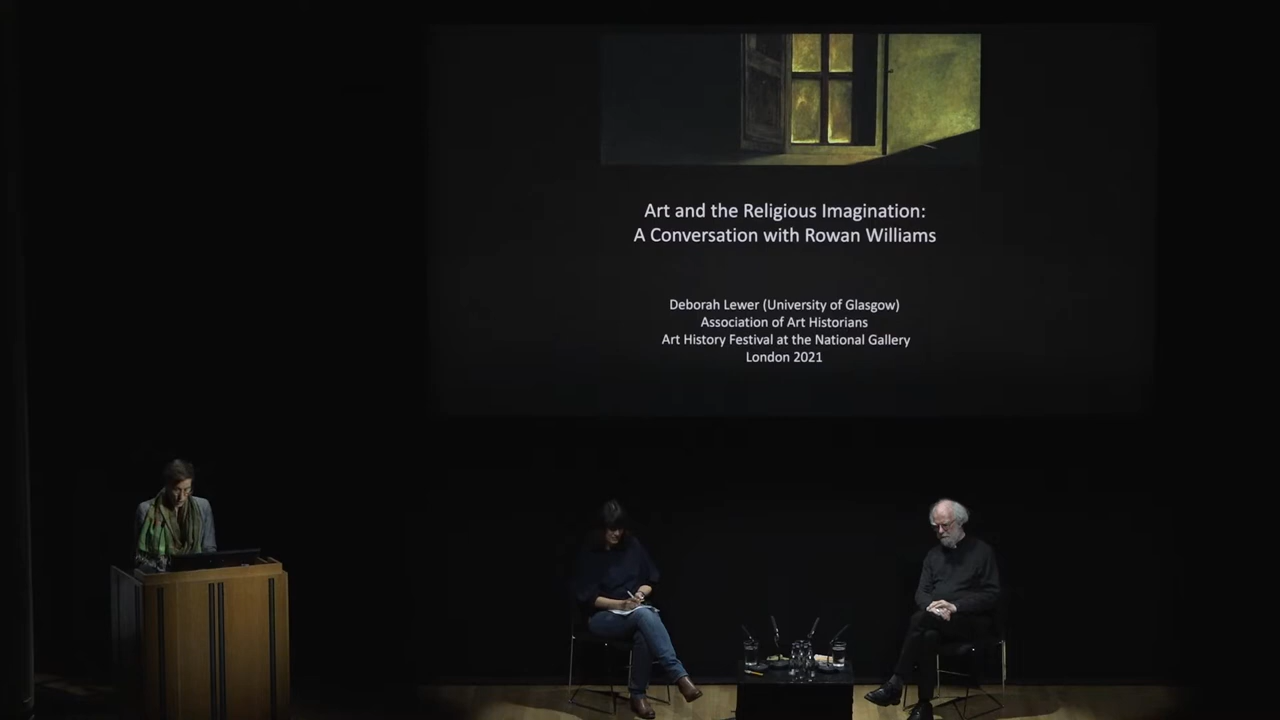 Art and the Religious Imagination:
A Conversation with Rowan Williams
Deborah Lewer (University of Glasgow)
Association of Art Historians
Art History Festival at the National Gallery
London 2021